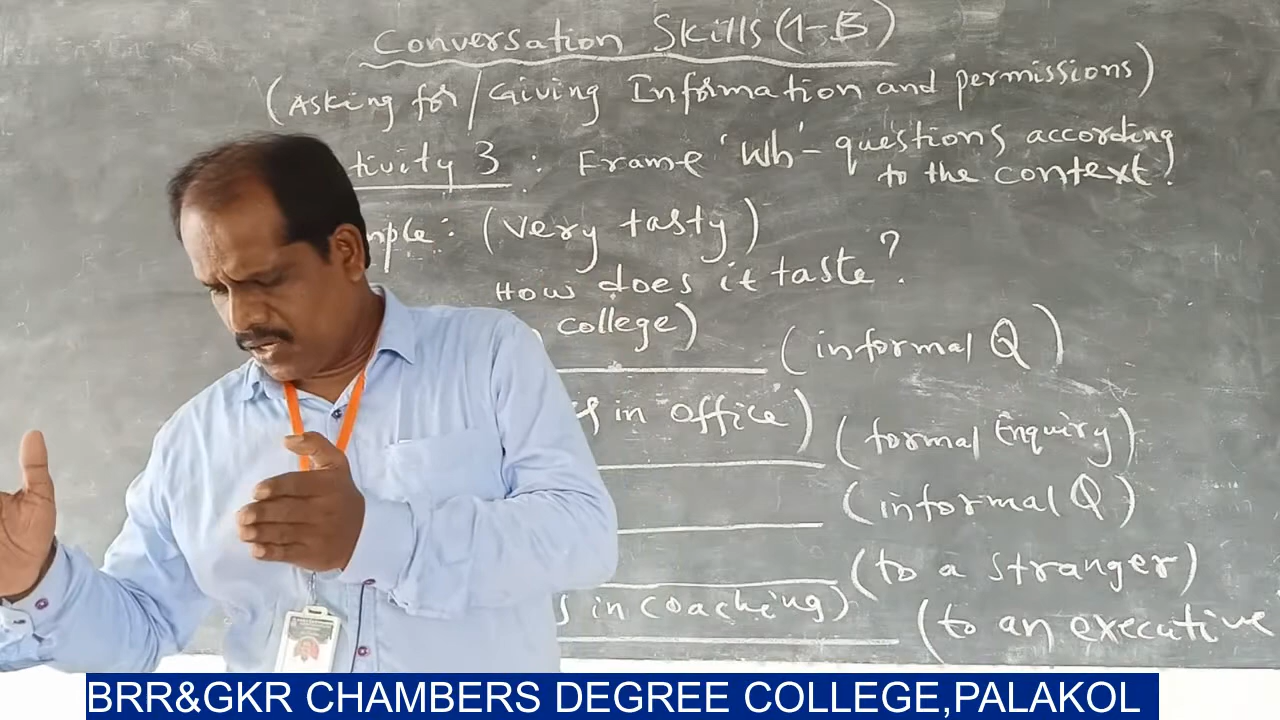 Conversation Skills (1-B)
(Asking for/Giving Information and permissions)
tivity 3 : Frame 'Wh'- questions according
to the context.
mple: (very tasty)
How does it taste?
college)
(informal Q)
in office)
(formal Enquiry)
(informal Q)
(to a stranger)
s in coaching)
(to an executive
BRR&GKR CHAMBERS DEGREE COLLEGE,PALAKOL